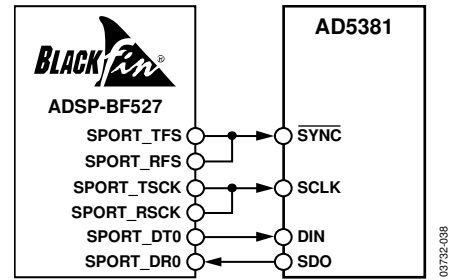 BLACKfin®
ADSP-BF527
SPORT_TFS
SPORT_RFS
SPORT_TSCK
SPORT_RSCK
SPORT_DT0
SPORT_DR0
AD5381
SYNC
SCLK
DIN
SDO
03732-038